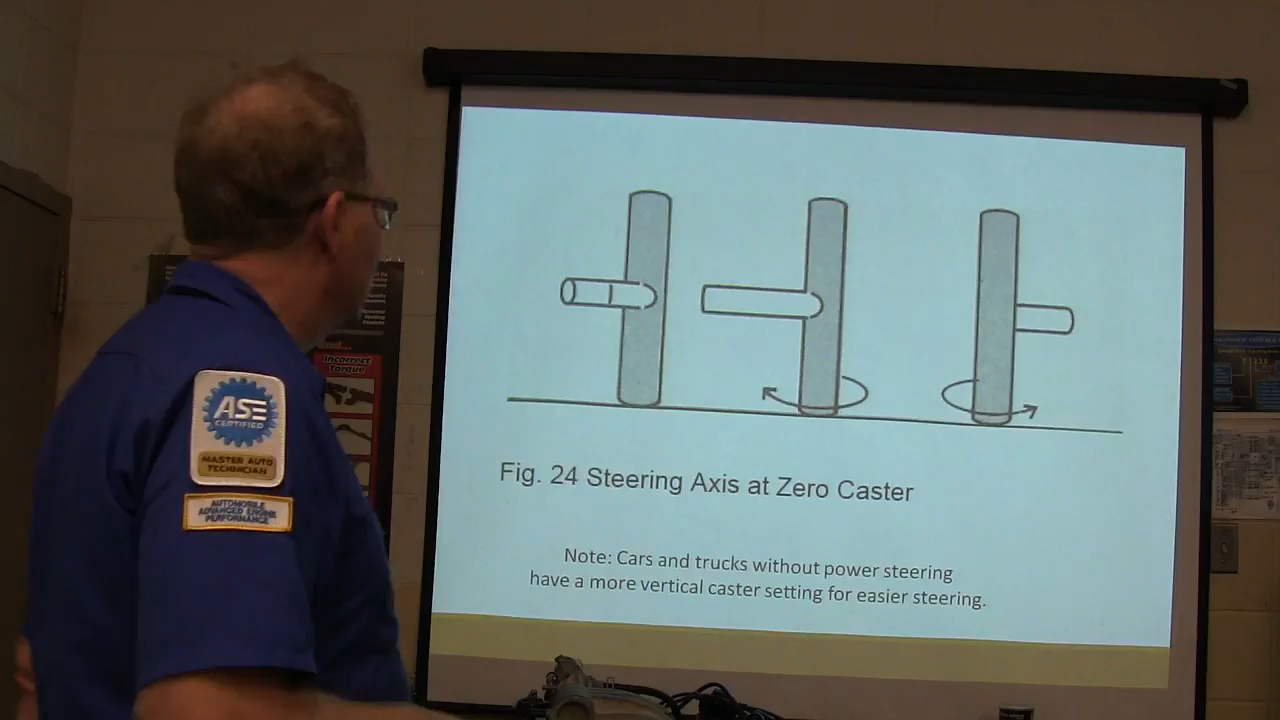 Fig. 24 Steering Axis at Zero Caster
Note: Cars and trucks without power steering
have a more vertical caster setting for easier steering.
ASE
CERTIFIED
MASTER AUTO
TECHNICIAN
AUTOMOBILE
ADVANCED ENGINE
PERFORMANCE
Incorrect
Torque